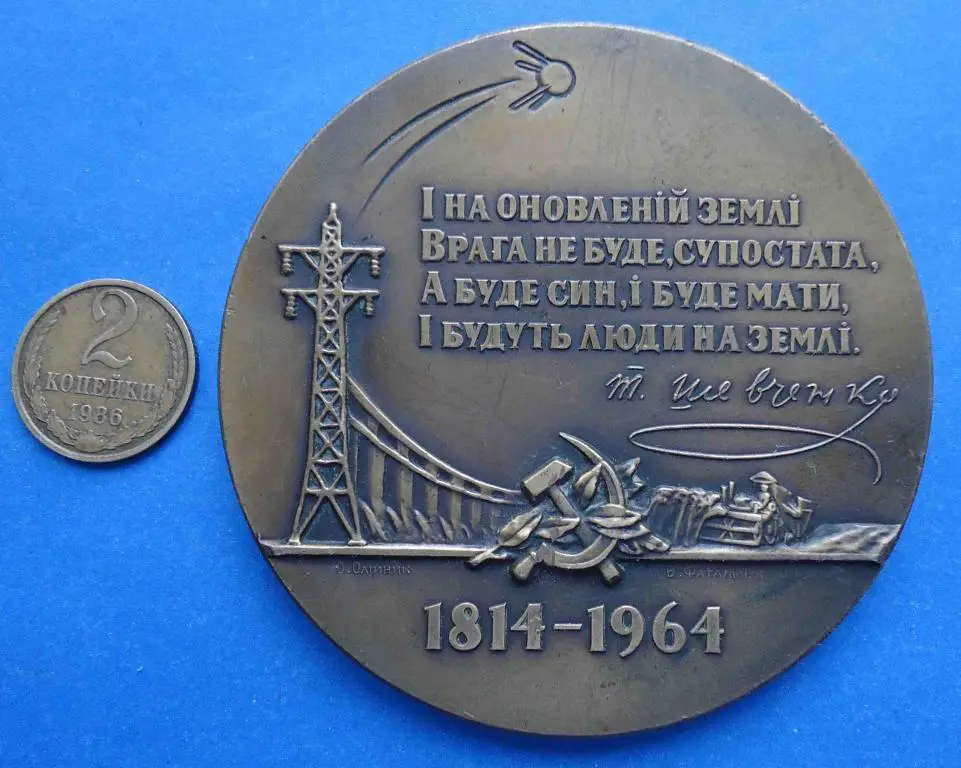 І НА ОНОВЛЕНІЙ ЗЕМЛІ
ВРАГА НЕ БУДЕ, СУПОСТАТА,
А БУДЕ СИН, І БУДЕ МАТИ,
І БУДУТЬ ЛЮДИ НА ЗЕМЛІ.
Т. Шевченко
2
КОПЕЙКИ
1986
О. Олійник
1814–1964